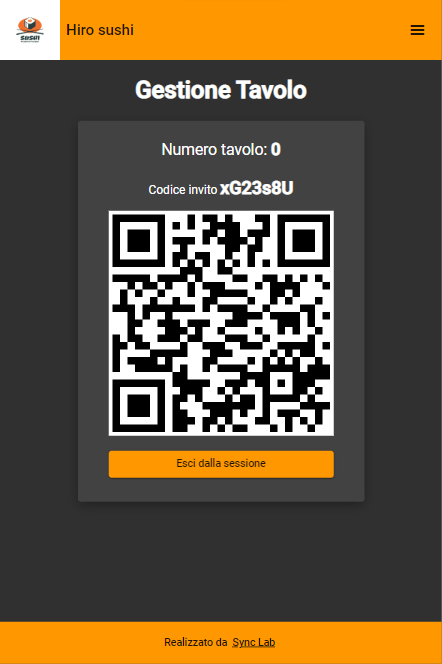 SUSHI
Hiro sushi
Gestione Tavolo
Numero tavolo: 0
Codice invito xG23s8U
Esci dalla sessione
Realizzato da Sync Lab